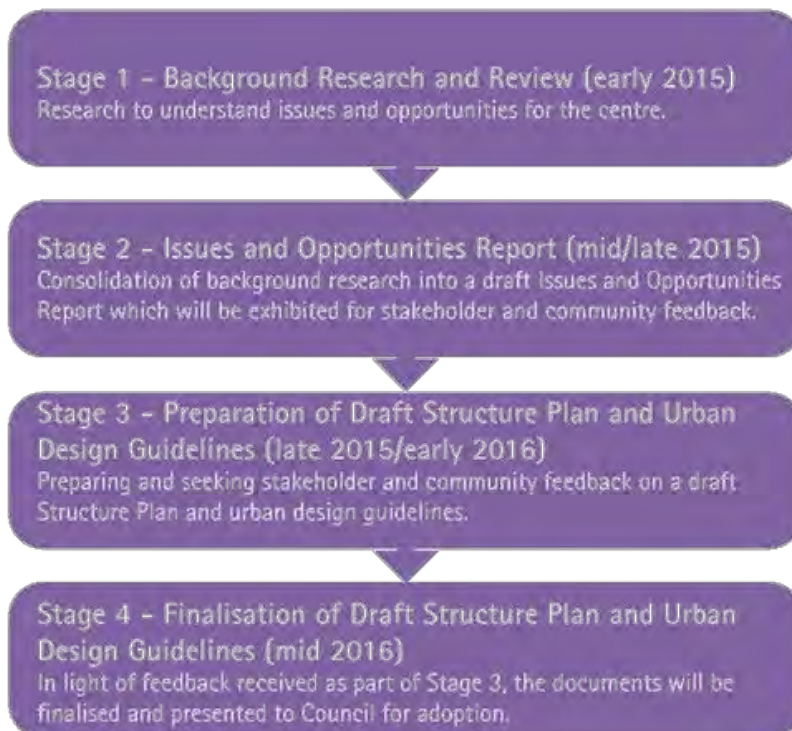 Stage 1 - Background Research and Review (early 2015)
Research to understand issues and opportunities for the centre.
Stage 2 - Issues and Opportunities Report (mid/late 2015)
Consolidation of background research into a draft Issues and Opportunities
Report which will be exhibited for stakeholder and community feedback.
Stage 3 - Preparation of Draft Structure Plan and Urban
Design Guidelines (late 2015/early 2016)
Preparing and seeking stakeholder and community feedback on a draft
Structure Plan and urban design guidelines.
Stage 4 - Finalisation of Draft Structure Plan and Urban
Design Guidelines (mid 2016)
In light of feedback received as part of Stage 3, the documents will be
finalised and presented to Council for adoption.